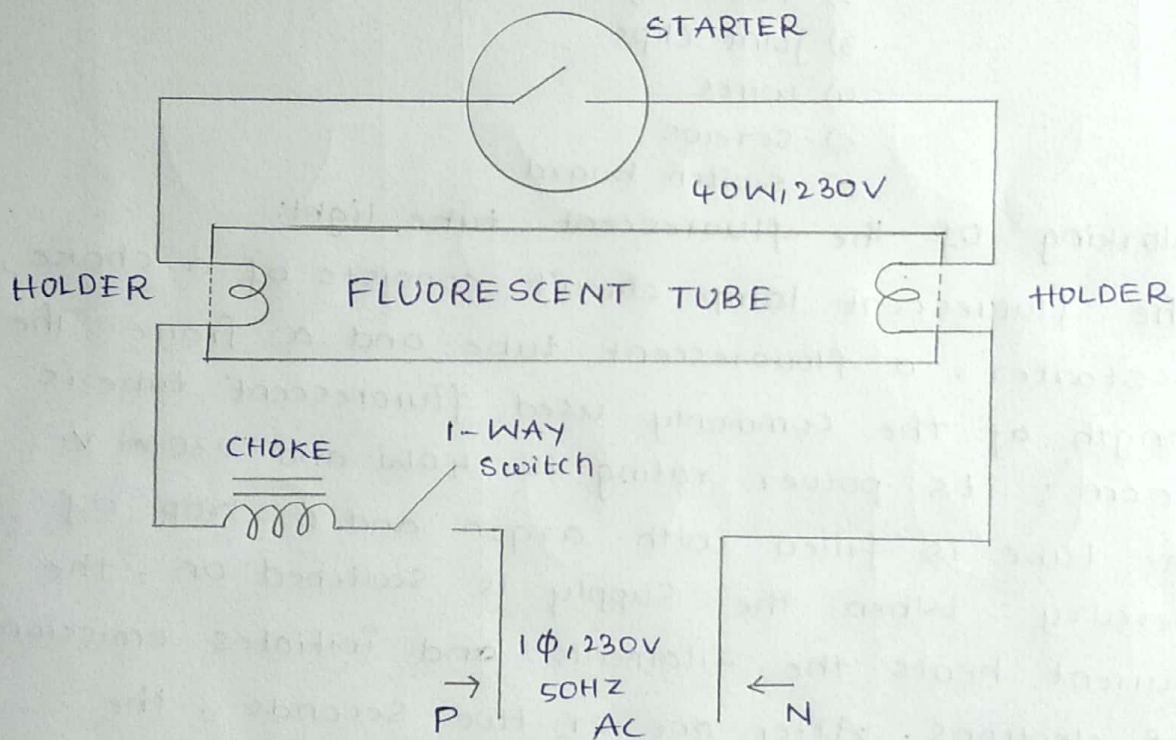 STARTER
40W, 230V
HOLDER
FLUORESCENT TUBE
HOLDER
CHOKE
1-WAY
Switch
1ϕ, 230V
50HZ
AC
P
N